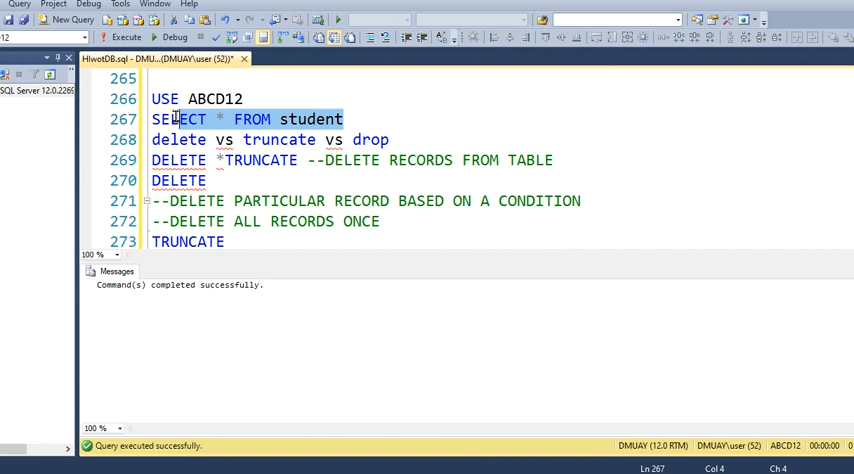 Query Project Debug Tools Window Help
New Query
12 Execute Debug
HlwotDB.sql - DMU...(DMUAY\user (52))* ×
SQL Server 12.0.2269
265
266 USE ABCD12
267 SELECT * FROM student
268 delete vs truncate vs drop
269 DELETE *TRUNCATE --DELETE RECORDS FROM TABLE
270 DELETE
271 --DELETE PARTICULAR RECORD BASED ON A CONDITION
272 --DELETE ALL RECORDS ONCE
273 TRUNCATE
100 %
Messages
Command(s) completed successfully.
100 %
Query executed successfully. DMUAY (12.0 RTM) DMUAY\user (52) ABCD12 00:00:00 0
Ln 267 Col 4 Ch 4